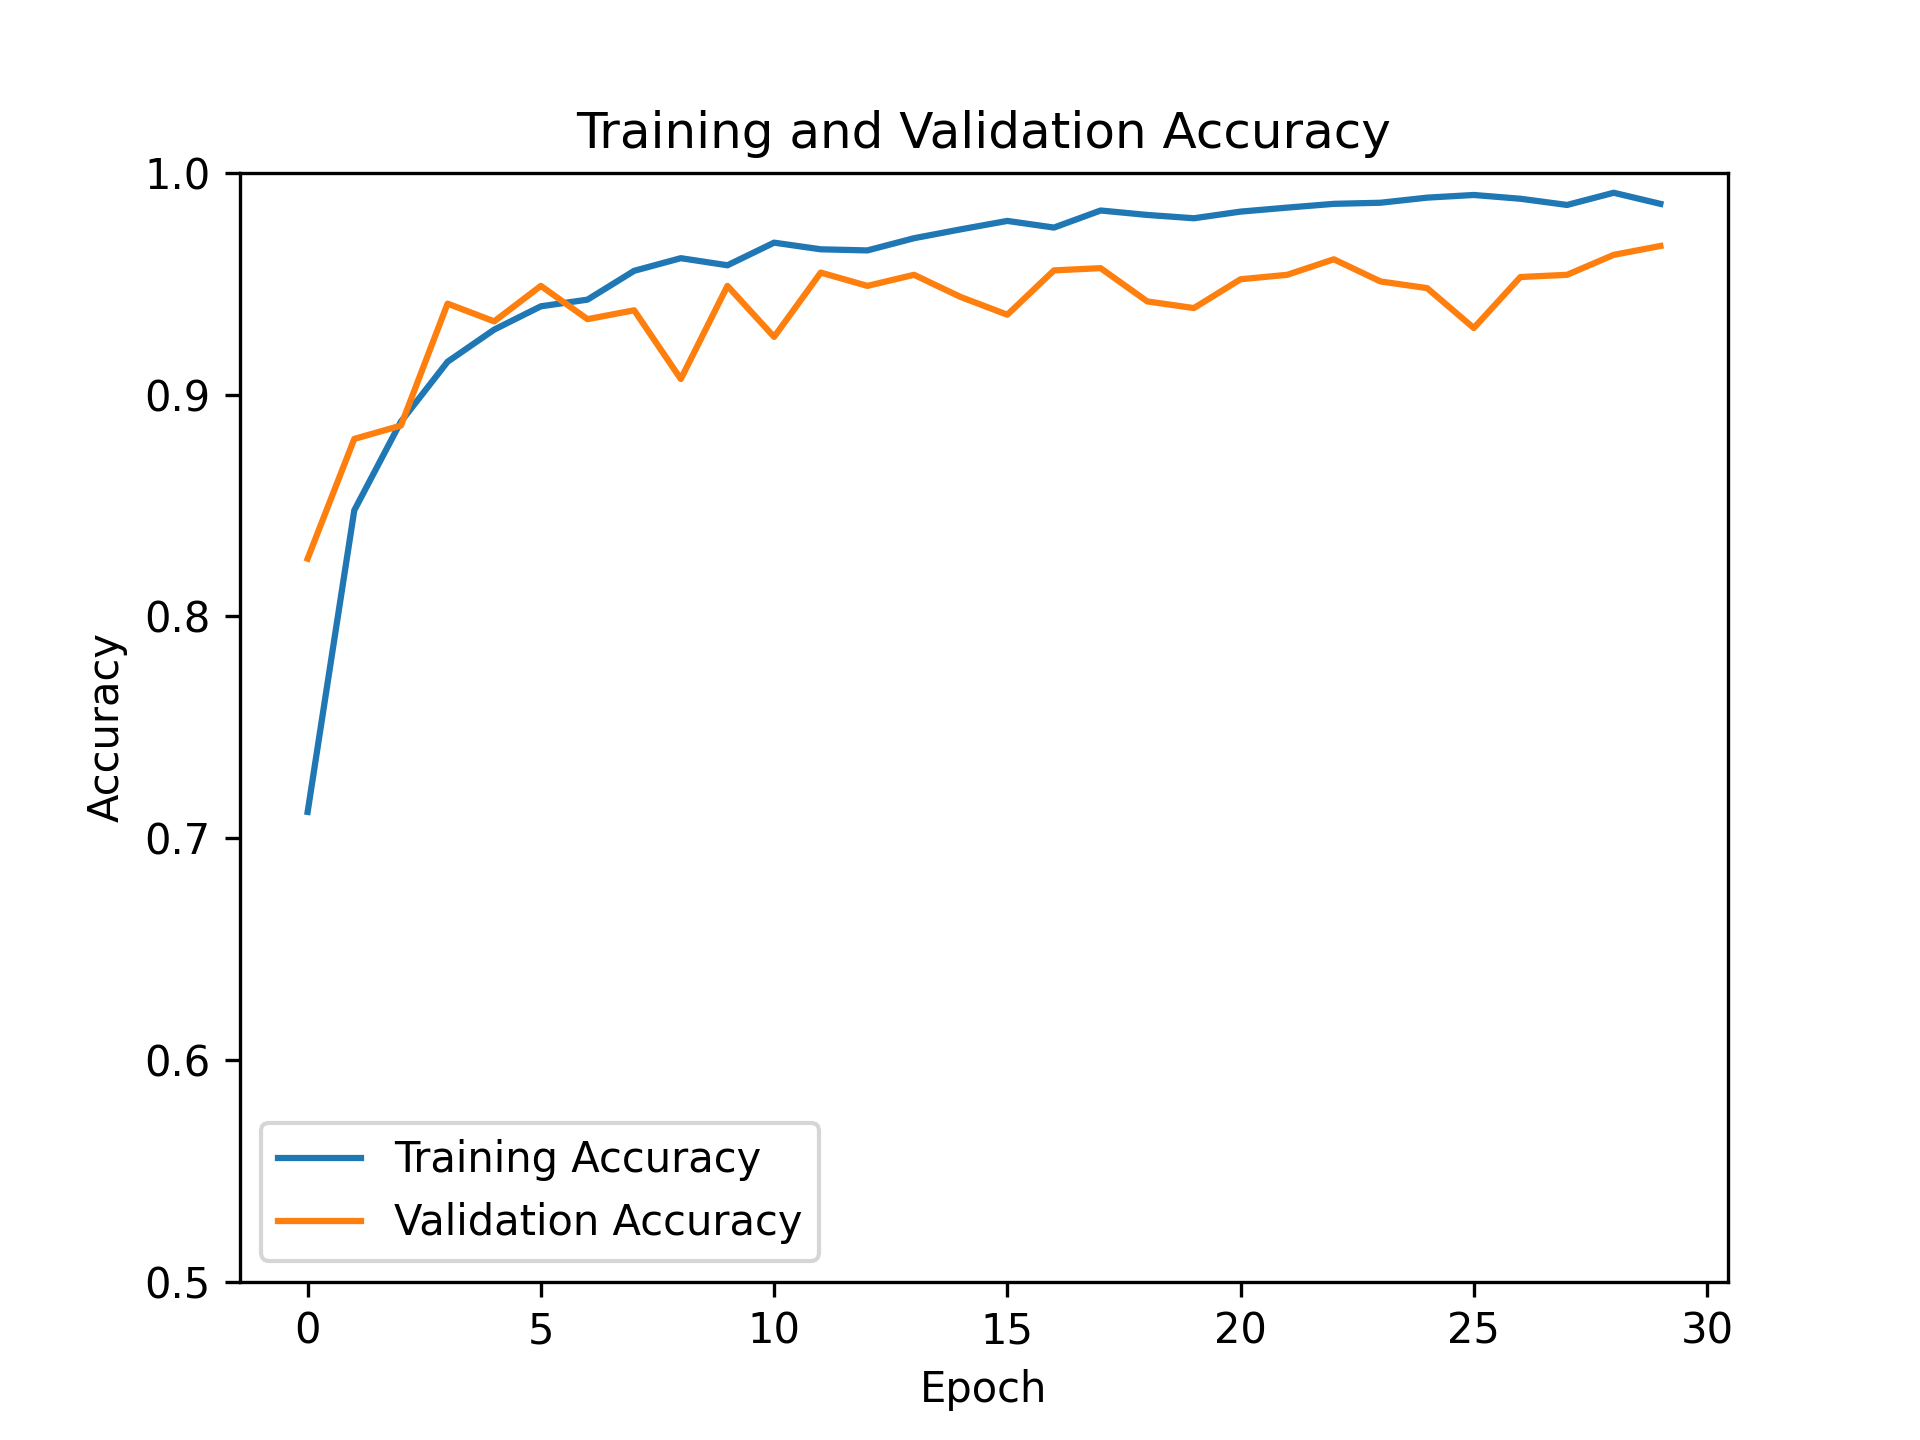 Training and Validation Accuracy
1.0
0.9
0.8
0.7
0.6
0.5
Accuracy
Training Accuracy
Validation Accuracy
0 5 10 15 20 25 30
Epoch